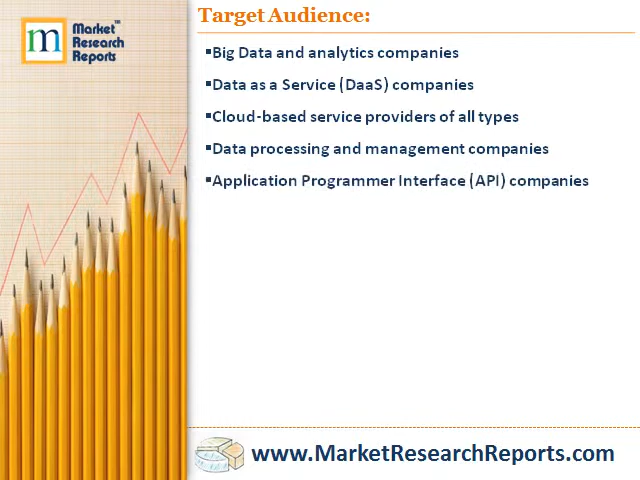 Target Audience:
m
Market™
Research
Reports
▪Big Data and analytics companies
▪Data as a Service (DaaS) companies
▪Cloud-based service providers of all types
▪Data processing and management companies
▪Application Programmer Interface (API) companies
www.MarketResearchReports.com